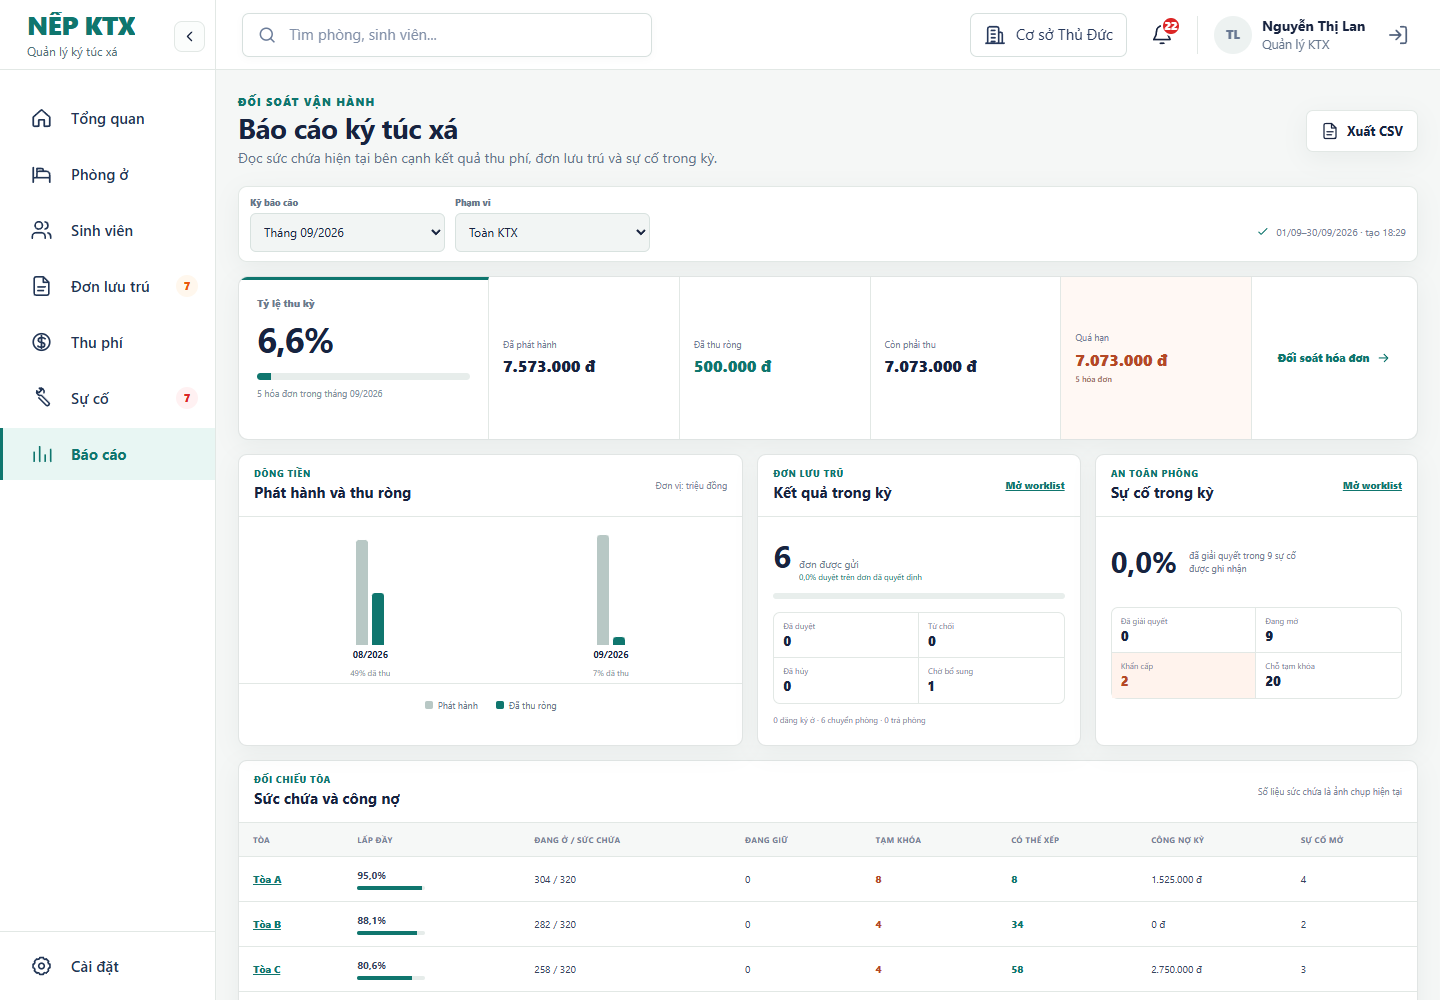 NẾP KTX
Quản lý ký túc xá
Tìm phòng, sinh viên...
Cơ sở Thủ Đức
22
TL
Nguyễn Thị Lan
Quản lý KTX
Tổng quan
Phòng ở
Sinh viên
Đơn lưu trú 7
Thu phí
Sự cố 7
Báo cáo
Cài đặt
ĐỐI SOÁT VẬN HÀNH
Báo cáo ký túc xá
Đọc sức chứa hiện tại bên cạnh kết quả thu phí, đơn lưu trú và sự cố trong kỳ.
Xuất CSV
Kỳ báo cáo
Tháng 09/2026
Phạm vi
Toàn KTX
01/09–30/09/2026 · tạo 18:29
Tỷ lệ thu kỳ
6,6%
5 hóa đơn trong tháng 09/2026
Đã phát hành
7.573.000 đ
Đã thu ròng
500.000 đ
Còn phải thu
7.073.000 đ
Quá hạn
7.073.000 đ
5 hóa đơn
Đối soát hóa đơn →
DÒNG TIỀN
Phát hành và thu ròng
Đơn vị: triệu đồng
08/2026
49% đã thu
09/2026
7% đã thu
Phát hành
Đã thu ròng
ĐƠN LƯU TRÚ
Kết quả trong kỳ
Mở worklist
6 đơn được gửi
0,0% duyệt trên đơn đã quyết định
Đã duyệt
0
Từ chối
0
Đã hủy
0
Chờ bổ sung
1
0 đăng ký ở · 6 chuyển phòng · 0 trả phòng
AN TOÀN PHÒNG
Sự cố trong kỳ
Mở worklist
0,0%
đã giải quyết trong 9 sự cố
được ghi nhận
Đã giải quyết
0
Đang mở
9
Khẩn cấp
2
Chỗ tạm khóa
20
ĐỐI CHIẾU TÒA
Sức chứa và công nợ
Số liệu sức chứa là ảnh chụp hiện tại
TÒA LẤP ĐẦY ĐANG Ở / SỨC CHỨA ĐANG GIỮ TẠM KHÓA CÓ THỂ XẾP CÔNG NỢ KỲ SỰ CỐ MỞ
Tòa A 95,0% 304 / 320 0 8 8 1.525.000 đ 4
Tòa B 88,1% 282 / 320 0 4 34 0 đ 2
Tòa C 80,6% 258 / 320 0 4 58 2.750.000 đ 3